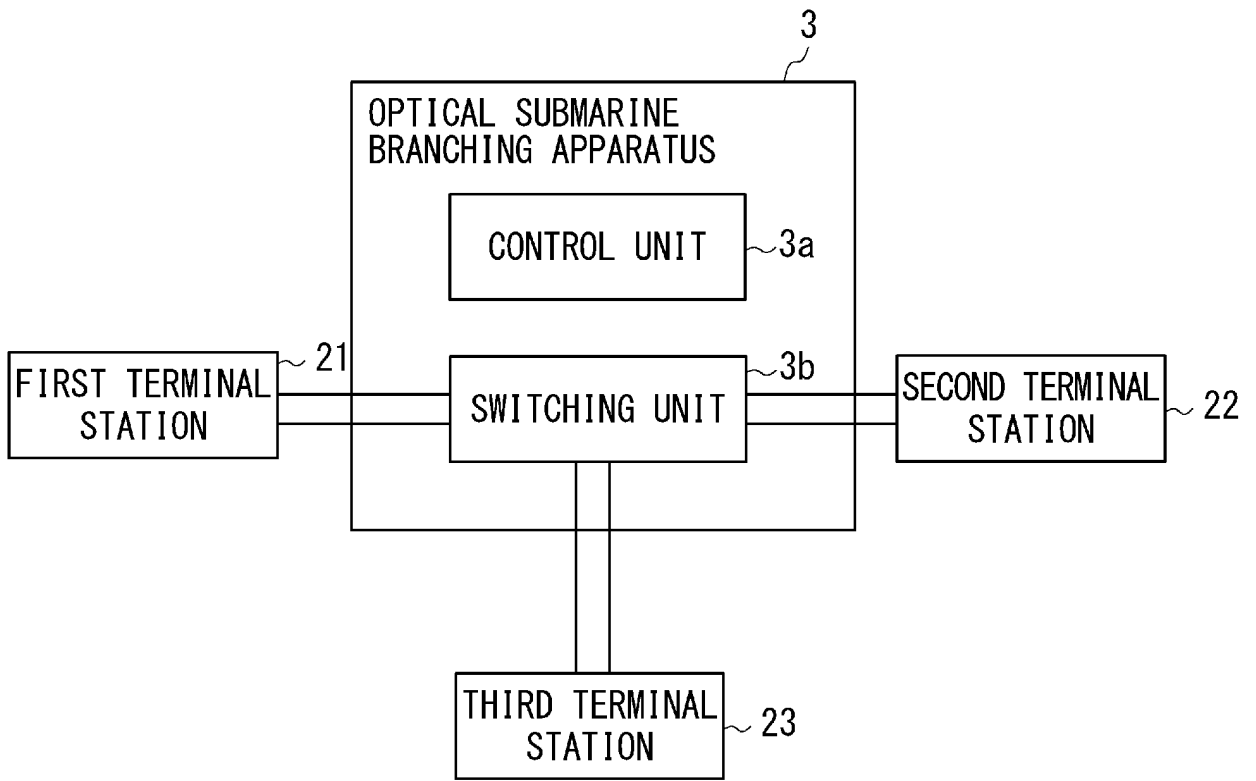 3
OPTICAL SUBMARINE
BRANCHING APPARATUS
CONTROL UNIT
3a
21
FIRST TERMINAL
STATION
3b
SWITCHING UNIT
SECOND TERMINAL
STATION
22
THIRD TERMINAL
STATION
23